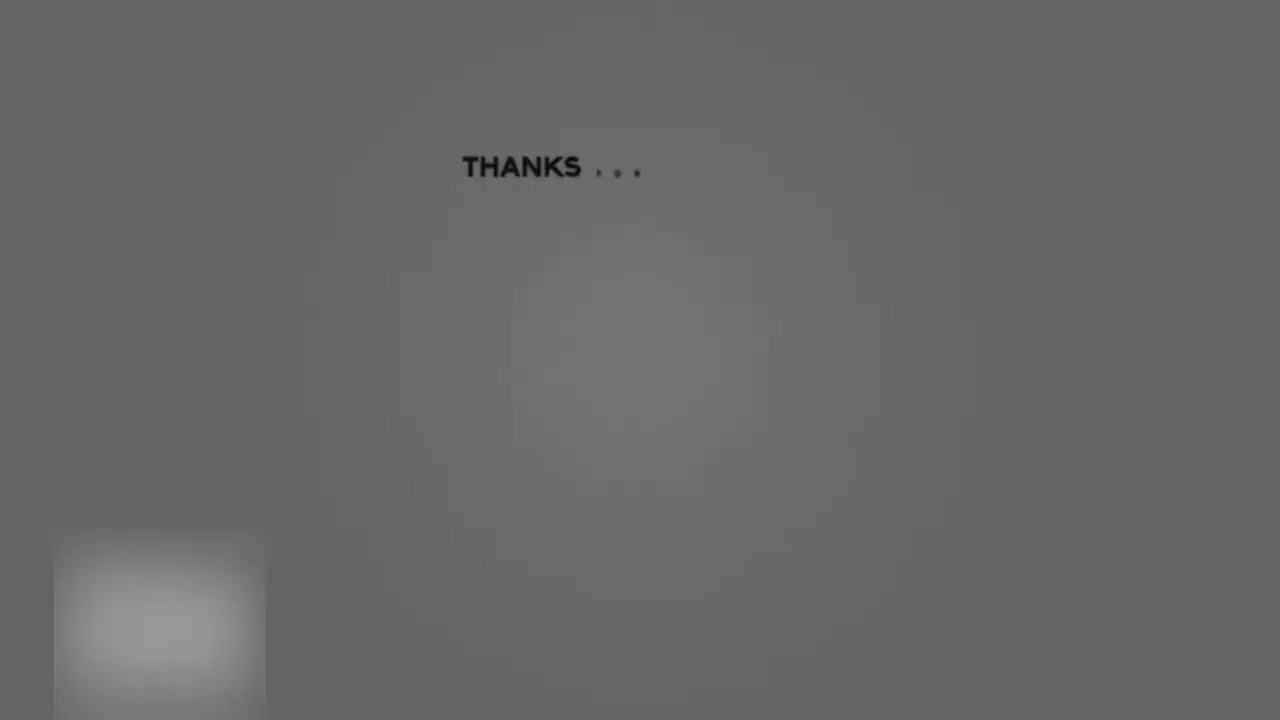 THANKS . . .